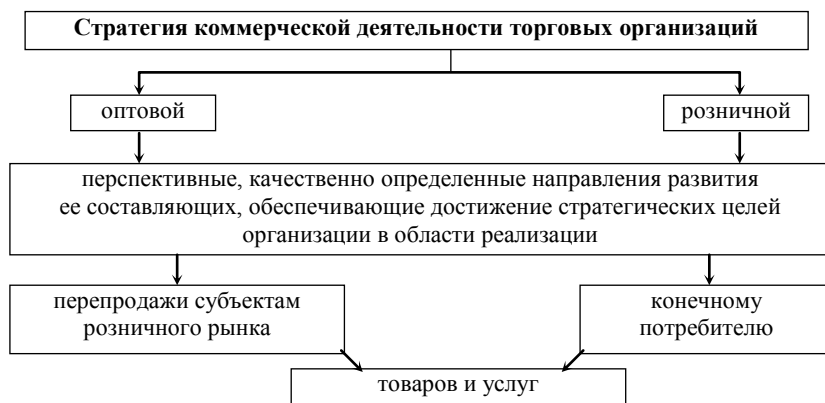 Стратегия коммерческой деятельности торговых организаций
оптовой
розничной
перспективные, качественно определенные направления развития
ее составляющих, обеспечивающие достижение стратегических целей
организации в области реализации
перепродажи субъектам
розничного рынка
конечному
потребителю
товаров и услуг